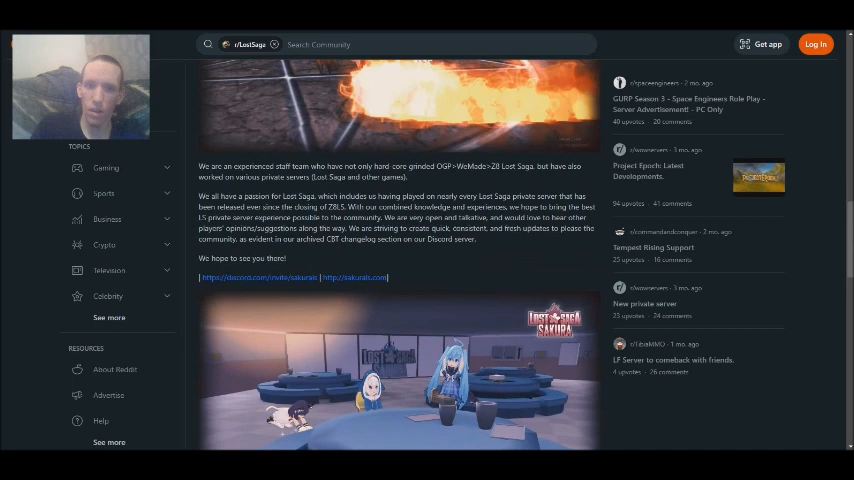 r/LostSaga
Search Community
Get app
Log In
TOPICS
Gaming
Sports
Business
Crypto
Television
Celebrity
See more
RESOURCES
About Reddit
Advertise
Help
See more
We are an experienced staff team who have not only hard-core grinded OGP>WeMade>Z8 Lost Saga, but have also
worked on various private servers (Lost Saga and other games).
We all have a passion for Lost Saga, which includes us having played on nearly every Lost Saga private server that has
been released ever since the closing of Z8LS. With our combined knowledge and experiences, we hope to bring the best
LS private server experience possible to the community. We are very open and talkative, and would love to hear other
players' opinions/suggestions along the way. We are striving to create quick, consistent, and fresh updates to please the
community, as evident in our archived CBT changelog section on our Discord server.
We hope to see you there!
| https://discord.com/invite/sakurals | http://sakurals.com|
LOST SAGA
SAKURA
LOST SAGA
r/spaceengineers · 2 mo. ago
GURP Season 3 - Space Engineers Role Play -
Server Advertisement! - PC Only
40 upvotes · 20 comments
r/wowservers · 3 mo. ago
Project Epoch: Latest
Developments.
PROJECT EPOCH
94 upvotes · 41 comments
r/commandandconquer · 2 mo. ago
Tempest Rising Support
25 upvotes · 16 comments
r/wowservers · 3 mo. ago
New private server
23 upvotes · 24 comments
r/TibiaMMO · 1 mo. ago
LF Server to comeback with friends.
4 upvotes · 26 comments